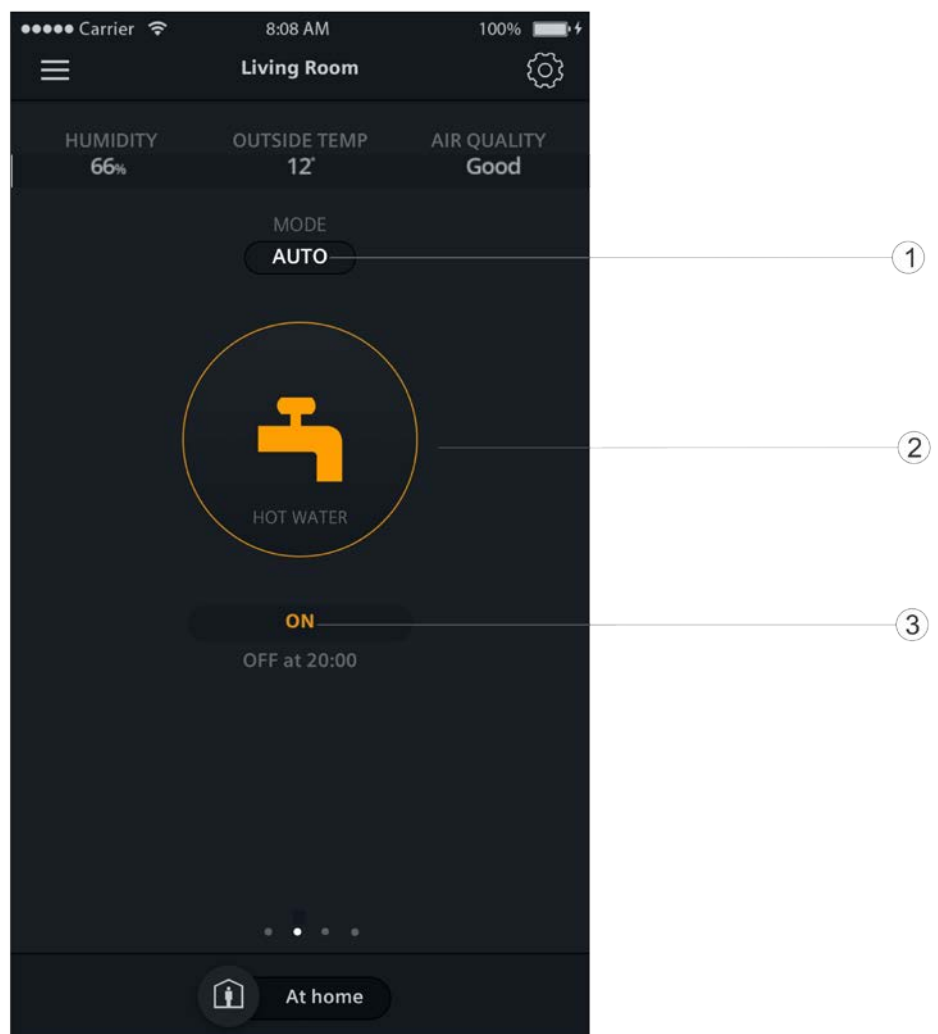 Carrier 8:08 AM 100%
Living Room
HUMIDITY OUTSIDE TEMP AIR QUALITY
66% 12° Good
MODE
AUTO
1
HOT WATER
2
ON
3
OFF at 20:00
At home